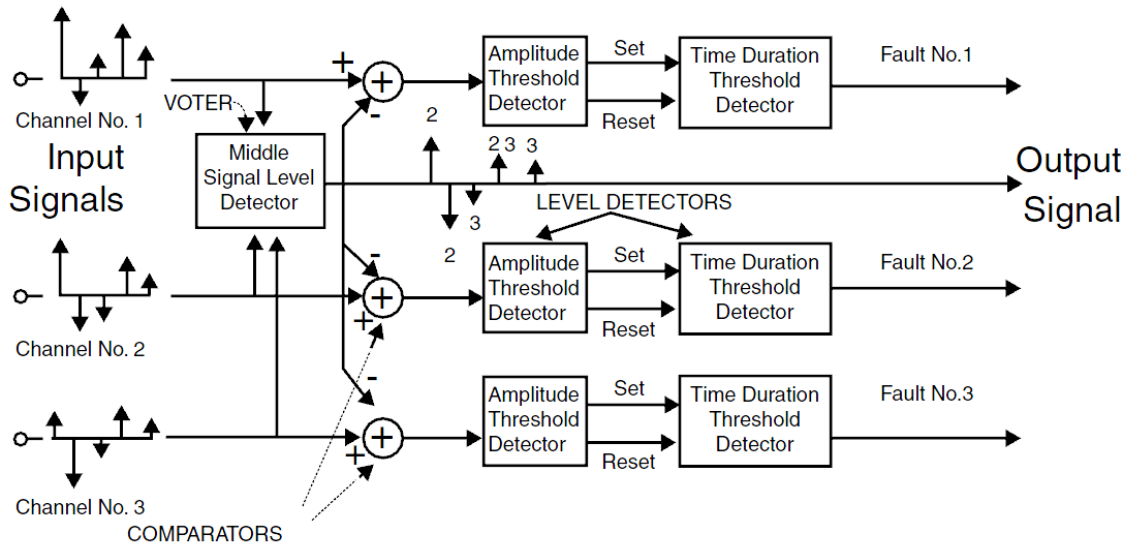 Channel No. 1
Input
Signals
VOTER
Middle
Signal Level
Detector
+
+
-
Amplitude
Threshold
Detector
Set
Reset
Time Duration
Threshold
Detector
Fault No.1
2
2
3
2 3
3
Output
Signal
LEVEL DETECTORS
Channel No. 2
-
+
+
Amplitude
Threshold
Detector
Set
Reset
Time Duration
Threshold
Detector
Fault No.2
Channel No. 3
-
+
+
Amplitude
Threshold
Detector
Set
Reset
Time Duration
Threshold
Detector
Fault No.3
COMPARATORS